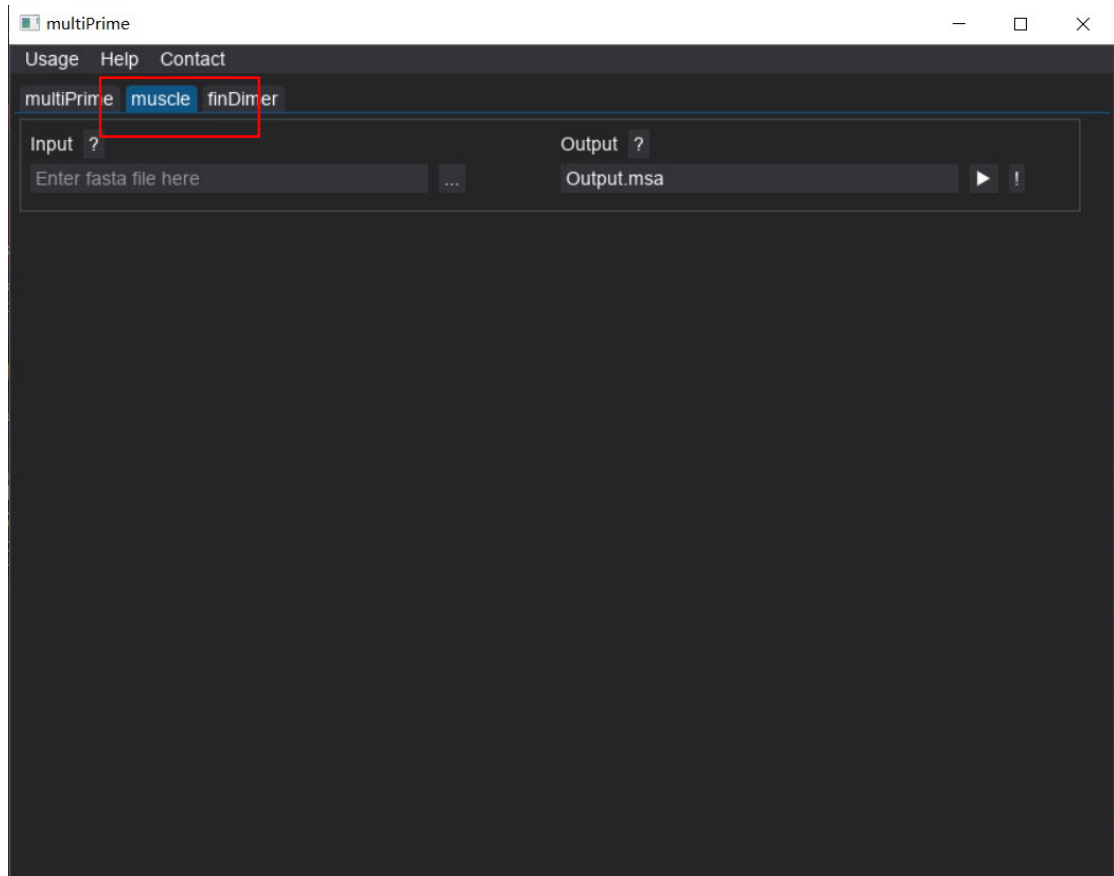 multiPrime
Usage Help Contact
multiPrime muscle finDimer
Input ? Output ?
Enter fasta file here ... Output.msa !